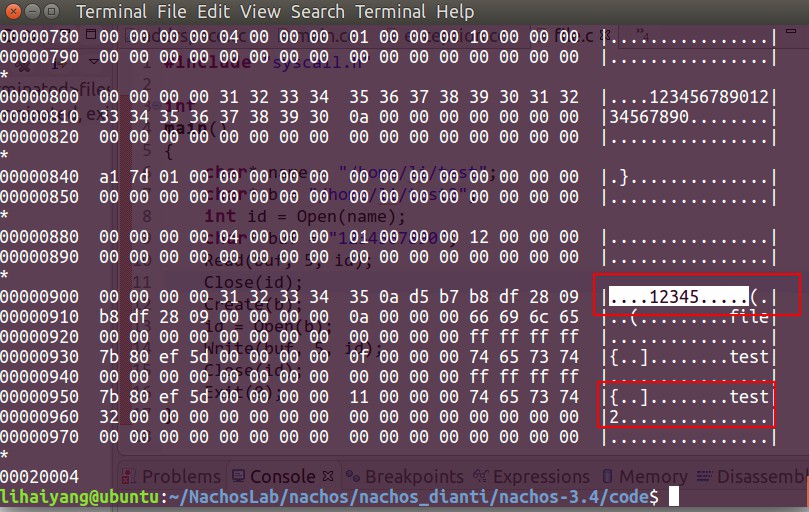 Terminal File Edit View Search Terminal Help
00000780 00 00 00 00 04 00 00 00 01 00 00 00 10 00 00 00 |................|
00000790 00 00 00 00 00 00 00 00 00 00 00 00 00 00 00 00 |................|
*
00000800 00 00 00 00 31 32 33 34 35 36 37 38 39 30 31 32 |....123456789012|
00000810 33 34 35 36 37 38 39 30 0a 00 00 00 00 00 00 00 |34567890........|
00000820 00 00 00 00 00 00 00 00 00 00 00 00 00 00 00 00 |................|
*
00000840 a1 7d 01 00 00 00 00 00 00 00 00 00 00 00 00 00 |.}..............|
00000850 00 00 00 00 00 00 00 00 00 00 00 00 00 00 00 00 |................|
*
int id = Open(name);
00000880 00 00 00 00 04 00 00 00 01 00 00 00 12 00 00 00 |................|
00000890 00 00 00 00 00 00 00 00 00 00 00 00 00 00 00 00 |................|
*
Close(id);
00000900 00 00 00 00 31 32 33 34 35 0a d5 b7 b8 df 28 09 |....12345.....(.|
00000910 b8 df 28 09 00 00 00 00 0a 00 00 00 66 69 6c 65 |..(.........file|
00000920 00 00 00 00 00 00 00 00 00 00 00 00 ff ff ff ff |................|
00000930 7b 80 ef 5d 00 00 00 00 0f 00 00 00 74 65 73 74 |{..]........test|
00000940 00 00 00 00 00 00 00 00 00 00 00 00 ff ff ff ff |................|
00000950 7b 80 ef 5d 00 00 00 00 11 00 00 00 74 65 73 74 |{..]........test|
00000960 32 00 00 00 00 00 00 00 00 00 00 00 00 00 00 00 |2...............|
00000970 00 00 00 00 00 00 00 00 00 00 00 00 00 00 00 00 |................|
*
00020004
Problems Console Breakpoints Expressions Memory Disassembl
lihaiyang@ubuntu:~/NachosLab/nachos/nachos_dianti/nachos-3.4/code$